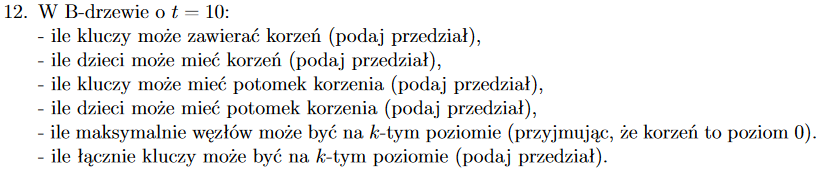 12. W B-drzewie o t = 10:
- ile kluczy może zawierać korzeń (podaj przedział),
- ile dzieci może mieć korzeń (podaj przedział),
- ile kluczy może mieć potomek korzenia (podaj przedział),
- ile dzieci może mieć potomek korzenia (podaj przedział),
- ile maksymalnie węzłów może być na k-tym poziomie (przyjmując, że korzeń to poziom 0).
- ile łącznie kluczy może być na k-tym poziomie (podaj przedział).